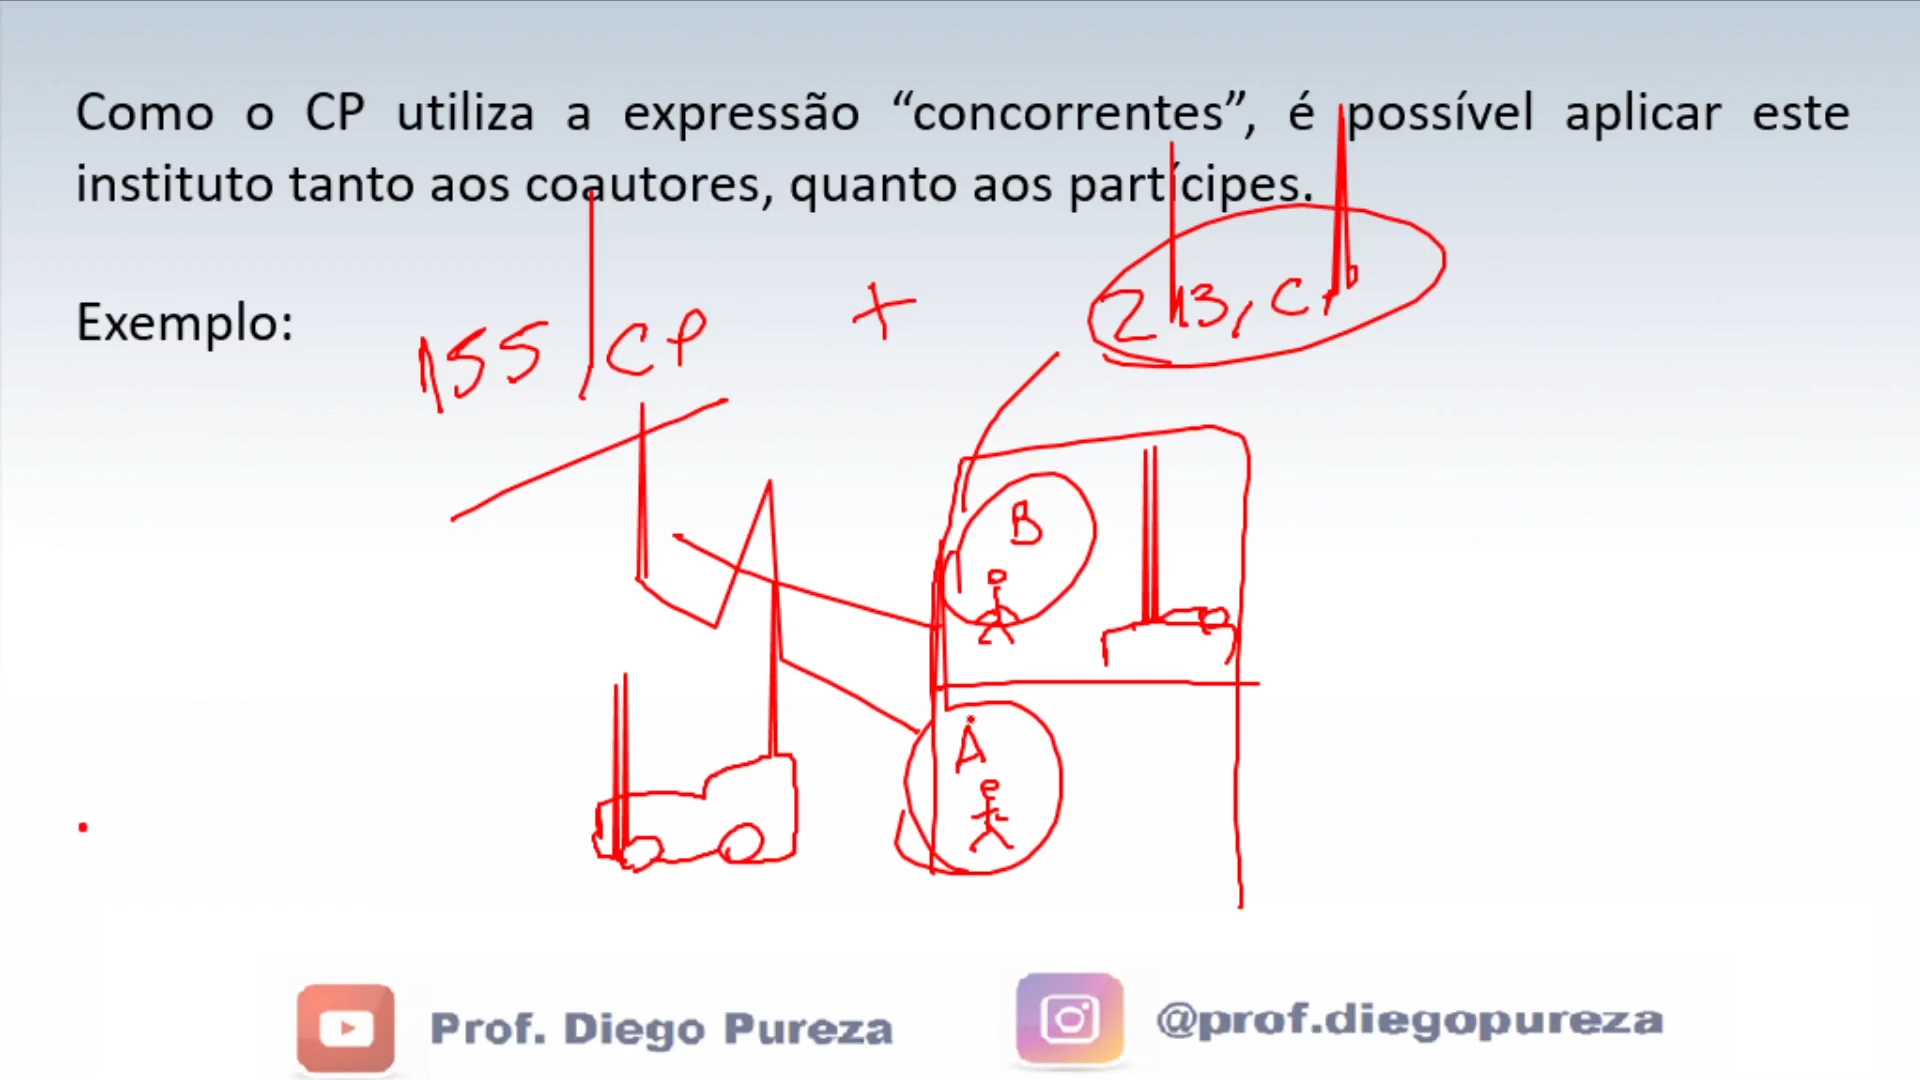 Como o CP utiliza a expressão “concorrentes”, é possível aplicar este
instituto tanto aos coautores, quanto aos partícipes.
Exemplo:
155, CP + 213, CP
B
A
Prof. Diego Pureza
@prof.diegopureza